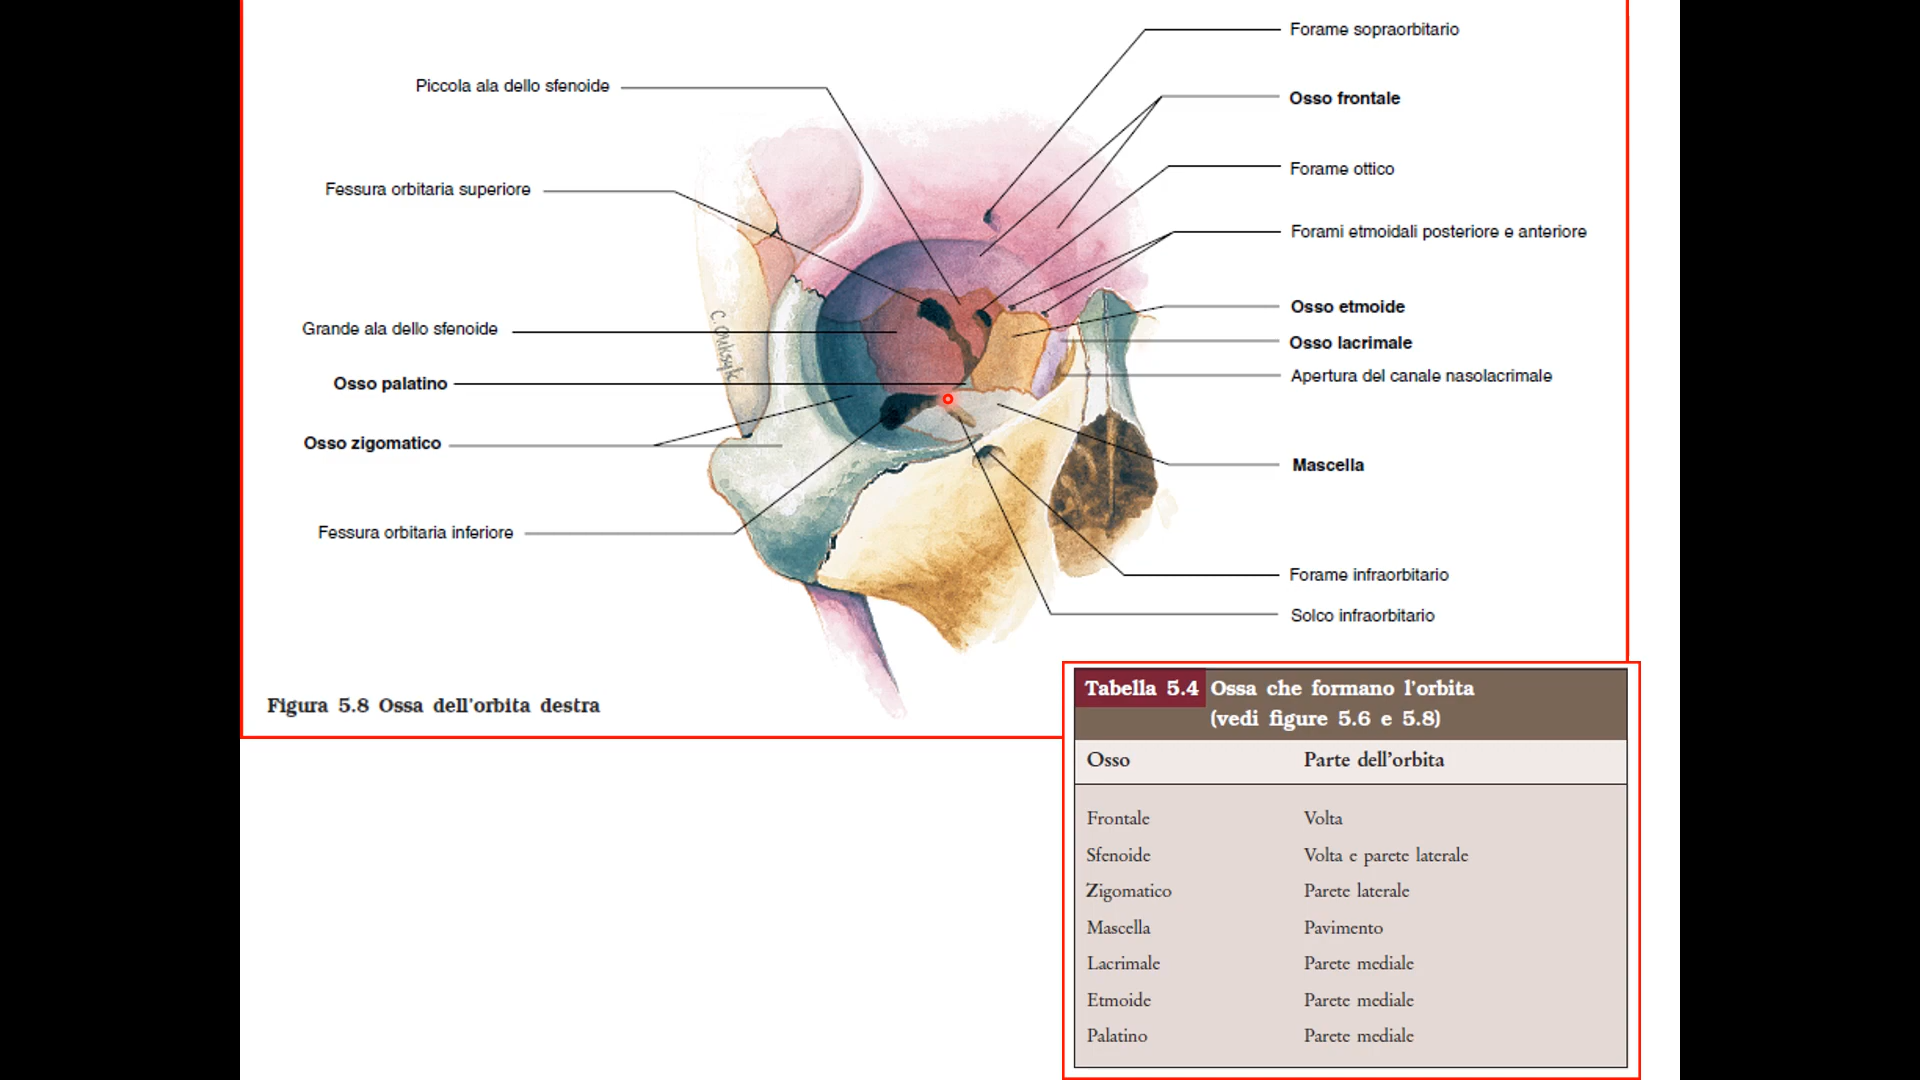 Forame sopraorbitario
Piccola ala dello sfenoide
Osso frontale
Forame ottico
Fessura orbitaria superiore
Forami etmoidali posteriore e anteriore
Osso etmoide
Grande ala dello sfenoide
Osso lacrimale
Apertura del canale nasolacrimale
Osso palatino
Osso zigomatico
Mascella
Fessura orbitaria inferiore
Forame infraorbitario
Solco infraorbitario
Figura 5.8 Ossa dell'orbita destra
Tabella 5.4 Ossa che formano l'orbita
(vedi figure 5.6 e 5.8)
Osso Parte dell'orbita
Frontale Volta
Sfenoide Volta e parete laterale
Zigomatico Parete laterale
Mascella Pavimento
Lacrimale Parete mediale
Etmoide Parete mediale
Palatino Parete mediale